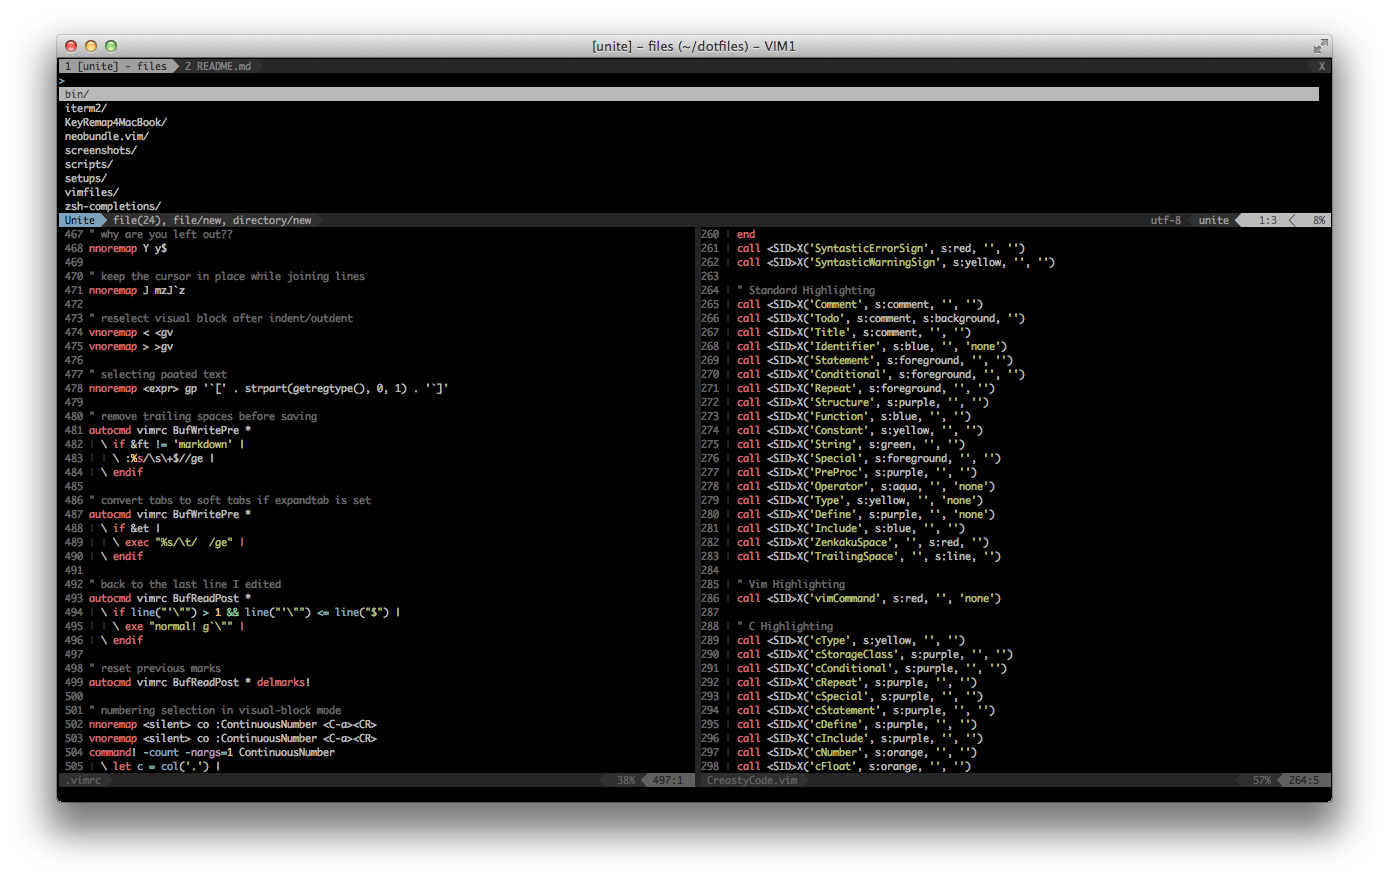 [unite] – files (~/dotfiles) – VIM1
1 [unite] - files 2 README.md X
>
bin/
iterm2/
KeyRemap4MacBook/
neobundle.vim/
screenshots/
scripts/
setups/
vimfiles/
zsh-completions/
Unite file(24), file/new, directory/new utf-8 unite 1:3 8%
467 " why are you left out??
468 nnoremap Y y$
469
470 " keep the cursor in place while joining lines
471 nnoremap J mzJ`z
472
473 " reselect visual block after indent/outdent
474 vnoremap < <gv
475 vnoremap > >gv
476
477 " selecting paated text
478 nnoremap <expr> gp '`[' . strpart(getregtype(), 0, 1) . '`]'
479
480 " remove trailing spaces before saving
481 autocmd vimrc BufWritePre *
482 | \ if &ft != 'markdown' |
483 | | \ :%s/\s\+$//ge |
484 | \ endif
485
486 " convert tabs to soft tabs if expandtab is set
487 autocmd vimrc BufWritePre *
488 | \ if &et |
489 | | \ exec "%s/\t/  /ge" |
490 | \ endif
491
492 " back to the last line I edited
493 autocmd vimrc BufReadPost *
494 | \ if line("'\"") > 1 && line("'\"") <= line("$") |
495 | | \ exe "normal! g`\"" |
496 | \ endif
497
498 " reset previous marks
499 autocmd vimrc BufReadPost * delmarks!
500
501 " numbering selection in visual-block mode
502 nnoremap <silent> co :ContinuousNumber <C-a><CR>
503 vnoremap <silent> co :ContinuousNumber <C-a><CR>
504 command! -count -nargs=1 ContinuousNumber
505 | \ let c = col('.') |
.vimrc 38% 497:1
260 | end
261 | call <SID>X('SyntasticErrorSign', s:red, '', '')
262 | call <SID>X('SyntasticWarningSign', s:yellow, '', '')
263
264 | " Standard Highlighting
265 | call <SID>X('Comment', s:comment, '', '')
266 | call <SID>X('Todo', s:comment, s:background, '')
267 | call <SID>X('Title', s:comment, '', '')
268 | call <SID>X('Identifier', s:blue, '', 'none')
269 | call <SID>X('Statement', s:foreground, '', '')
270 | call <SID>X('Conditional', s:foreground, '', '')
271 | call <SID>X('Repeat', s:foreground, '', '')
272 | call <SID>X('Structure', s:purple, '', '')
273 | call <SID>X('Function', s:blue, '', '')
274 | call <SID>X('Constant', s:yellow, '', '')
275 | call <SID>X('String', s:green, '', '')
276 | call <SID>X('Special', s:foreground, '', '')
277 | call <SID>X('PreProc', s:purple, '', '')
278 | call <SID>X('Operator', s:aqua, '', 'none')
279 | call <SID>X('Type', s:yellow, '', 'none')
280 | call <SID>X('Define', s:purple, '', 'none')
281 | call <SID>X('Include', s:blue, '', '')
282 | call <SID>X('ZenkakuSpace', '', s:red, '')
283 | call <SID>X('TrailingSpace', '', s:line, '')
284
285 | " Vim Highlighting
286 | call <SID>X('vimCommand', s:red, '', 'none')
287
288 | " C Highlighting
289 | call <SID>X('cType', s:yellow, '', '')
290 | call <SID>X('cStorageClass', s:purple, '', '')
291 | call <SID>X('cConditional', s:purple, '', '')
292 | call <SID>X('cRepeat', s:purple, '', '')
293 | call <SID>X('cSpecial', s:purple, '', '')
294 | call <SID>X('cStatement', s:purple, '', '')
295 | call <SID>X('cDefine', s:purple, '', '')
296 | call <SID>X('cInclude', s:purple, '', '')
297 | call <SID>X('cNumber', s:orange, '', '')
298 | call <SID>X('cFloat', s:orange, '', '')
CreastyCode.vim 57% 264:5